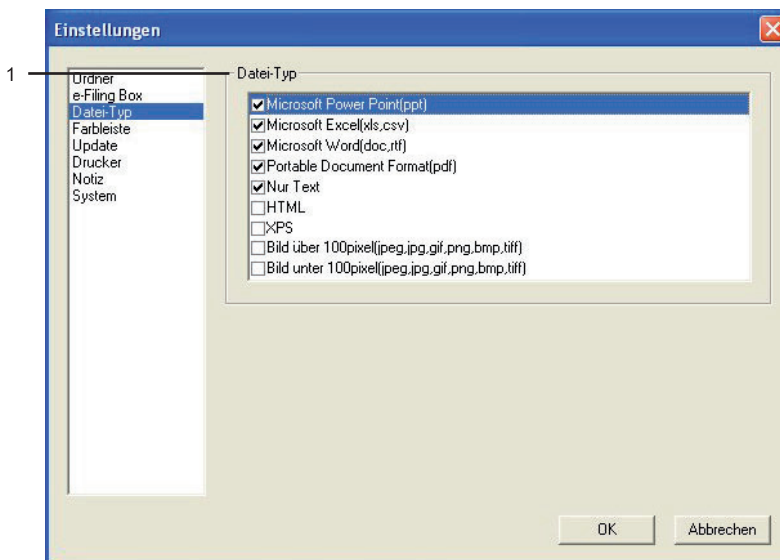 Einstellungen
1
Ordner
e-Filing Box
Datei-Typ
Farbleiste
Update
Drucker
Notiz
System
Datei-Typ
Microsoft Power Point(ppt)
Microsoft Excel(xls,csv)
Microsoft Word(doc,rtf)
Portable Document Format(pdf)
Nur Text
HTML
XPS
Bild über 100pixel(jpeg,jpg,gif,png,bmp,tiff)
Bild unter 100pixel(jpeg,jpg,gif,png,bmp,tiff)
OK
Abbrechen